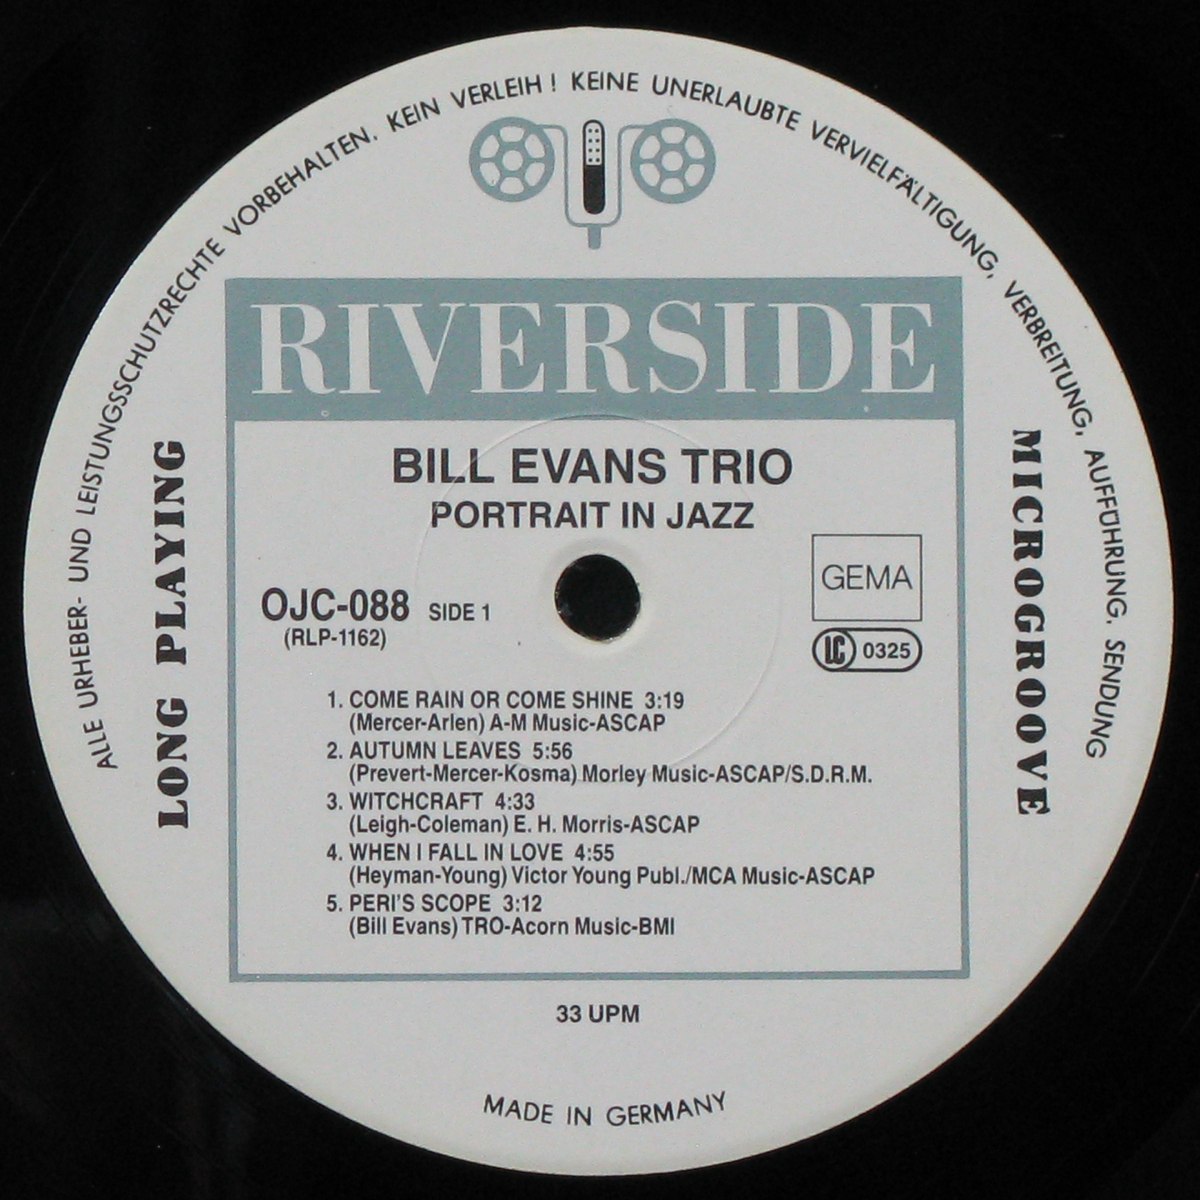 ALLE URHEBER- UND LEISTUNGSSCHUTZRECHTE VORBEHALTEN. KEIN VERLEIH! KEINE UNERLAUBTE VERVIELFÄLTIGUNG, VERBREITUNG, AUFFÜHRUNG, SENDUNG
RIVERSIDE
LONG PLAYING
MICROGROOVE
BILL EVANS TRIO
PORTRAIT IN JAZZ
OJC-088 SIDE 1
(RLP-1162)
GEMA
LC 0325
1. COME RAIN OR COME SHINE 3:19
(Mercer-Arlen) A-M Music-ASCAP
2. AUTUMN LEAVES 5:56
(Prevert-Mercer-Kosma) Morley Music-ASCAP/S.D.R.M.
3. WITCHCRAFT 4:33
(Leigh-Coleman) E. H. Morris-ASCAP
4. WHEN I FALL IN LOVE 4:55
(Heyman-Young) Victor Young Publ./MCA Music-ASCAP
5. PERI'S SCOPE 3:12
(Bill Evans) TRO-Acorn Music-BMI
33 UPM
MADE IN GERMANY